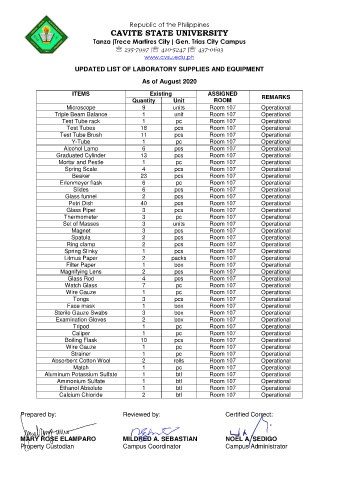 Republic of the Philippines
CAVITE STATE UNIVERSITY
Tanza |Trece Martires City | Gen. Trias City Campus
☏ 235-7997 |☏ 410-5247 |☏ 437-0693
www.cvsu.edu.ph
UPDATED LIST OF LABORATORY SUPPLIES AND EQUIPMENT
As of August 2020
ITEMS Existing ASSIGNED ROOM REMARKS
Quantity Unit
Microscope 9 units Room 107 Operational
Triple Beam Balance 1 unit Room 107 Operational
Test Tube rack 1 pc Room 107 Operational
Test Tubes 18 pcs Room 107 Operational
Test Tube Brush 11 pcs Room 107 Operational
Y-Tube 1 pc Room 107 Operational
Alcohol Lamp 6 pcs Room 107 Operational
Graduated Cylinder 13 pcs Room 107 Operational
Mortar and Pestle 1 pc Room 107 Operational
Spring Scale 4 pcs Room 107 Operational
Beaker 23 pcs Room 107 Operational
Erlenmeyer flask 6 pc Room 107 Operational
Slides 6 pcs Room 107 Operational
Glass funnel 2 pcs Room 107 Operational
Petri Dish 40 pcs Room 107 Operational
Glass Pipet 3 pcs Room 107 Operational
Thermometer 3 pc Room 107 Operational
Set of Masses 3 units Room 107 Operational
Magnet 3 pcs Room 107 Operational
Spatula 2 pcs Room 107 Operational
Ring clamp 2 pcs Room 107 Operational
Spring Slinky 1 pcs Room 107 Operational
Litmus Paper 2 packs Room 107 Operational
Filter Paper 1 box Room 107 Operational
Magnifying Lens 2 pcs Room 107 Operational
Glass Rod 4 pcs Room 107 Operational
Watch Glass 7 pc Room 107 Operational
Wire Gauze 1 pc Room 107 Operational
Tongs 3 pcs Room 107 Operational
Face mask 1 box Room 107 Operational
Sterile Gauze Swabs 3 box Room 107 Operational
Examination Gloves 2 box Room 107 Operational
Tripod 1 pc Room 107 Operational
Caliper 1 pc Room 107 Operational
Boiling Flask 10 pcs Room 107 Operational
Wire Gauze 1 pc Room 107 Operational
Strainer 1 pc Room 107 Operational
Absorbent Cotton Wool 2 rolls Room 107 Operational
Match 1 pc Room 107 Operational
Aluminum Potassium Sulfate 1 btl Room 107 Operational
Ammonium Sulfate 1 btl Room 107 Operational
Ethanol Absolute 1 btl Room 107 Operational
Calcium Chloride 2 btl Room 107 Operational
Prepared by: Reviewed by: Certified Correct:
MARY ROSE ELAMPARO MILDRED A. SEBASTIAN NOEL A. SEDIGO
Property Custodian Campus Coordinator Campus Administrator